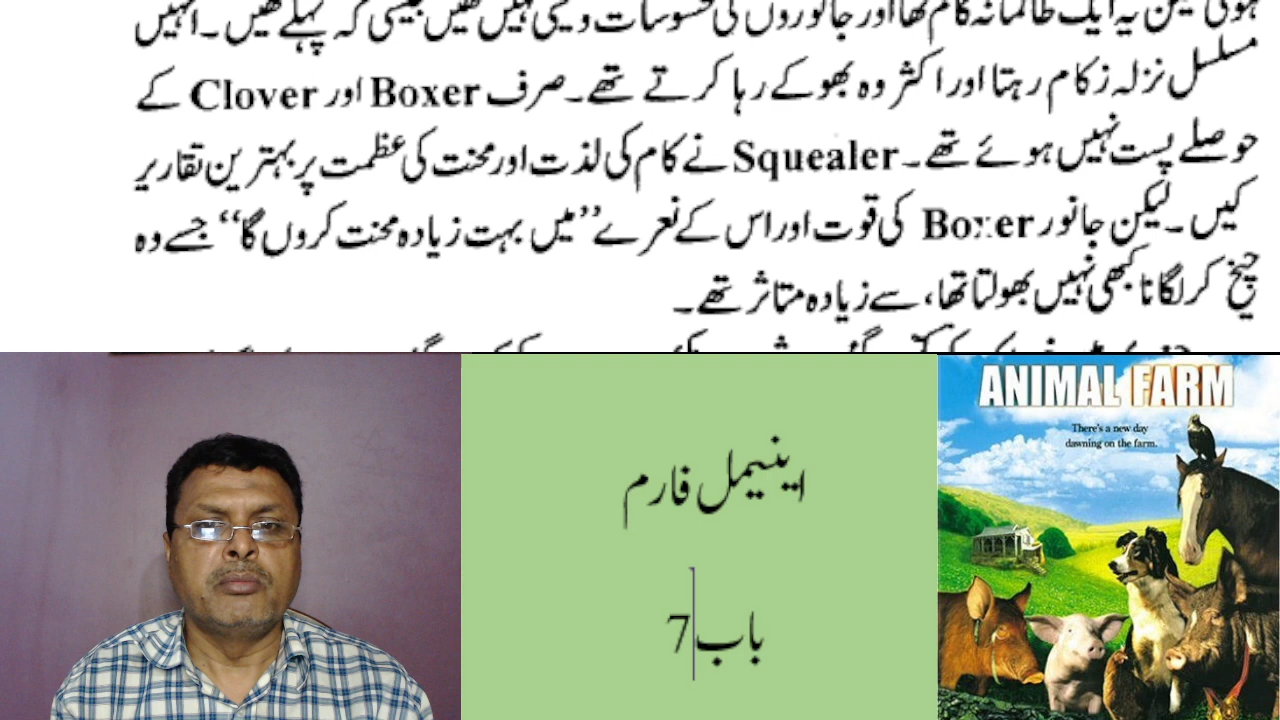 ہوتی لیکن یہ ایک ظالمانہ کام تھا اور جانوروں کی محسوسات ویسی نہیں تھیں جیسی کہ پہلے تھیں۔ انہیں
مسلسل نزلہ زکام رہتا اور اکثر وہ بھوکے رہا کرتے تھے۔ صرف Boxer اور Clover کے
حوصلے پست نہیں ہوئے تھے۔ Squealer نے کام کی لذت اور محنت کی عظمت پر بہترین تقاریر
کیں۔ لیکن جانور Boxer کی قوت اور اس کے نعرے ’’میں بہت زیادہ محنت کروں گا‘‘ جسے وہ
چیخ کر لگانا کبھی نہیں بھولتا تھا، سے زیادہ متاثر تھے۔
اینیمل فارم
باب 7
ANIMAL FARM
There's a new day
dawning on the farm.